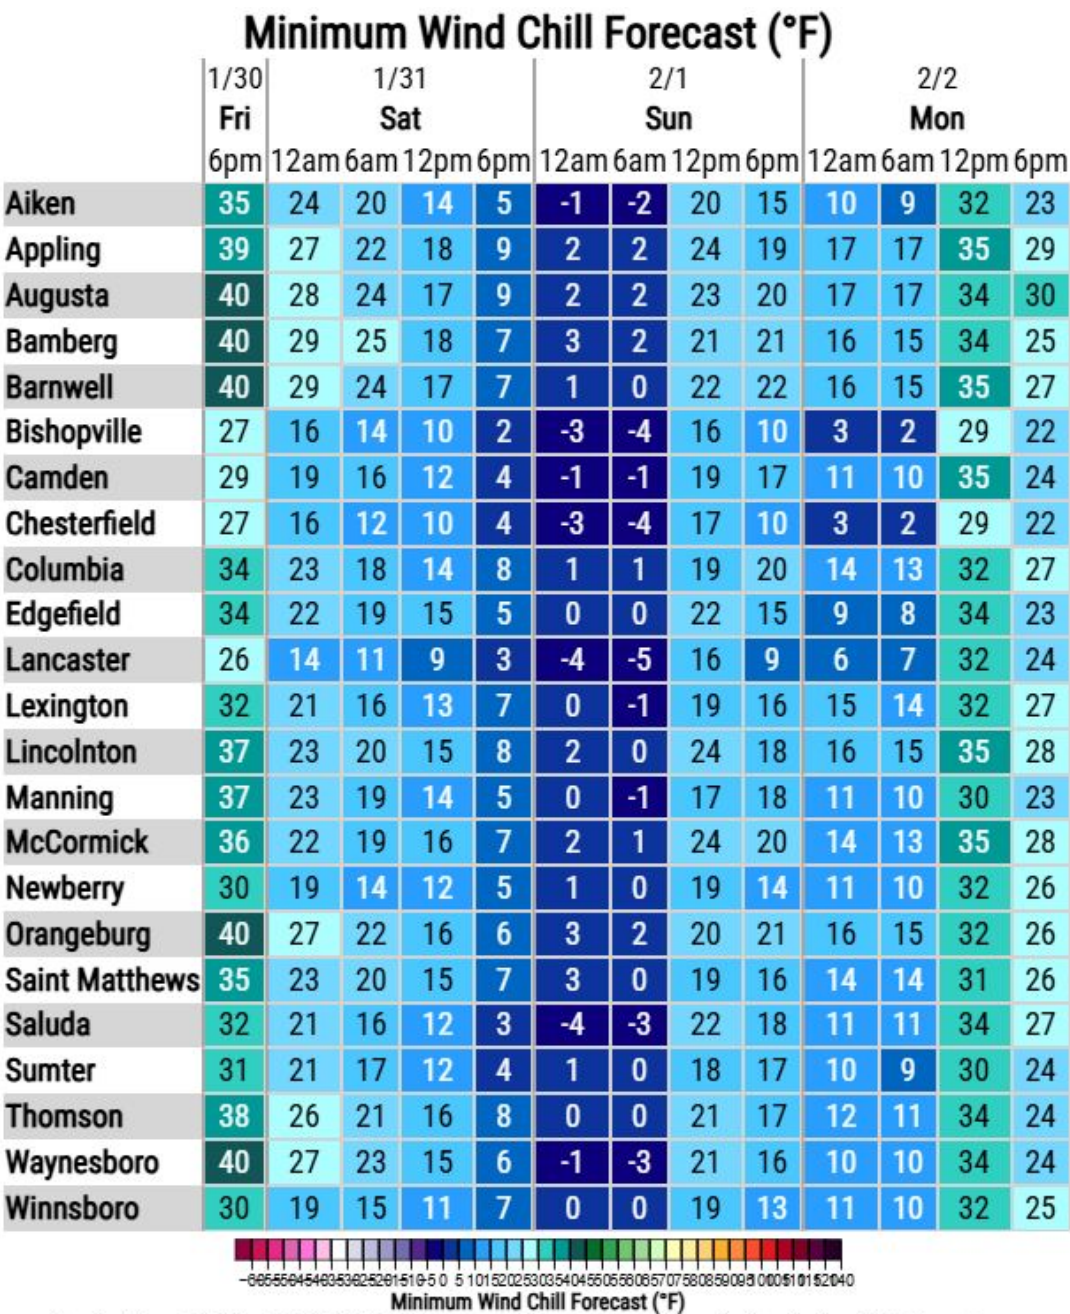 Minimum Wind Chill Forecast (°F)
1/30 1/31 2/1 2/2
Fri Sat Sun Mon
6pm 12am 6am 12pm 6pm 12am 6am 12pm 6pm 12am 6am 12pm 6pm
Aiken 35 24 20 14 5 -1 -2 20 15 10 9 32 23
Appling 39 27 22 18 9 2 2 24 19 17 17 35 29
Augusta 40 28 24 17 9 2 2 23 20 17 17 34 30
Bamberg 40 29 25 18 7 3 2 21 21 16 15 34 25
Barnwell 40 29 24 17 7 1 0 22 22 16 15 35 27
Bishopville 27 16 14 10 2 -3 -4 16 10 3 2 29 22
Camden 29 19 16 12 4 -1 -1 19 17 11 10 35 24
Chesterfield 27 16 12 10 4 -3 -4 17 10 3 2 29 22
Columbia 34 23 18 14 8 1 1 19 20 14 13 32 27
Edgefield 34 22 19 15 5 0 0 22 15 9 8 34 23
Lancaster 26 14 11 9 3 -4 -5 16 9 6 7 32 24
Lexington 32 21 16 13 7 0 -1 19 16 15 14 32 27
Lincolnton 37 23 20 15 8 2 0 24 18 16 15 35 28
Manning 37 23 19 14 5 0 -1 17 18 11 10 30 23
McCormick 36 22 19 16 7 2 1 24 20 14 13 35 28
Newberry 30 19 14 12 5 1 0 19 14 11 10 32 26
Orangeburg 40 27 22 16 6 3 2 20 21 16 15 32 26
Saint Matthews 35 23 20 15 7 3 0 19 16 14 14 31 26
Saluda 32 21 16 12 3 -4 -3 22 18 11 11 34 27
Sumter 31 21 17 12 4 1 0 18 17 10 9 30 24
Thomson 38 26 21 16 8 0 0 21 17 12 11 34 24
Waynesboro 40 27 23 15 6 -1 -3 21 16 10 10 34 24
Winnsboro 30 19 15 11 7 0 0 19 13 11 10 32 25
Minimum Wind Chill Forecast (°F)